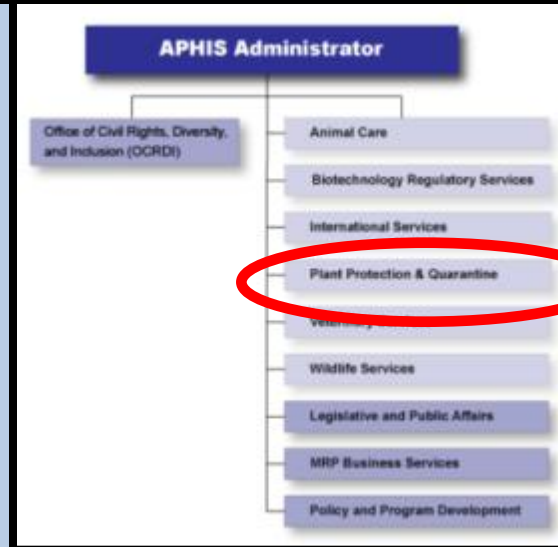 APHIS Administrator
Office of Civil Rights, Diversity,
and Inclusion (OCRDI)
Animal Care
Biotechnology Regulatory Services
International Services
Plant Protection & Quarantine
Veterinary
Wildlife Services
Legislative and Public Affairs
MRP Business Services
Policy and Program Development